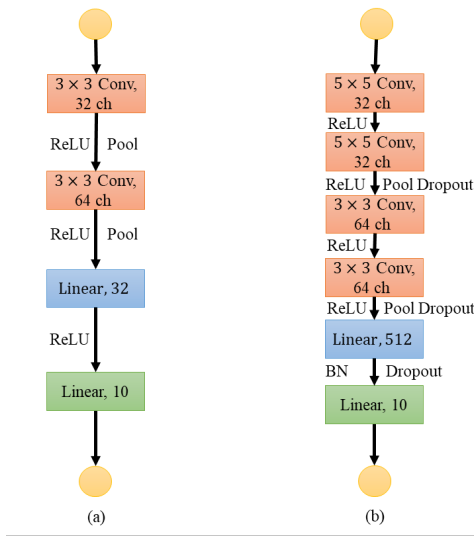 3 × 3 Conv,
32 ch
ReLU Pool
3 × 3 Conv,
64 ch
ReLU Pool
Linear, 32
ReLU
Linear, 10
(a)
5 × 5 Conv,
32 ch
ReLU
5 × 5 Conv,
32 ch
ReLU Pool Dropout
3 × 3 Conv,
64 ch
ReLU
3 × 3 Conv,
64 ch
ReLU Pool Dropout
Linear, 512
BN Dropout
Linear, 10
(b)